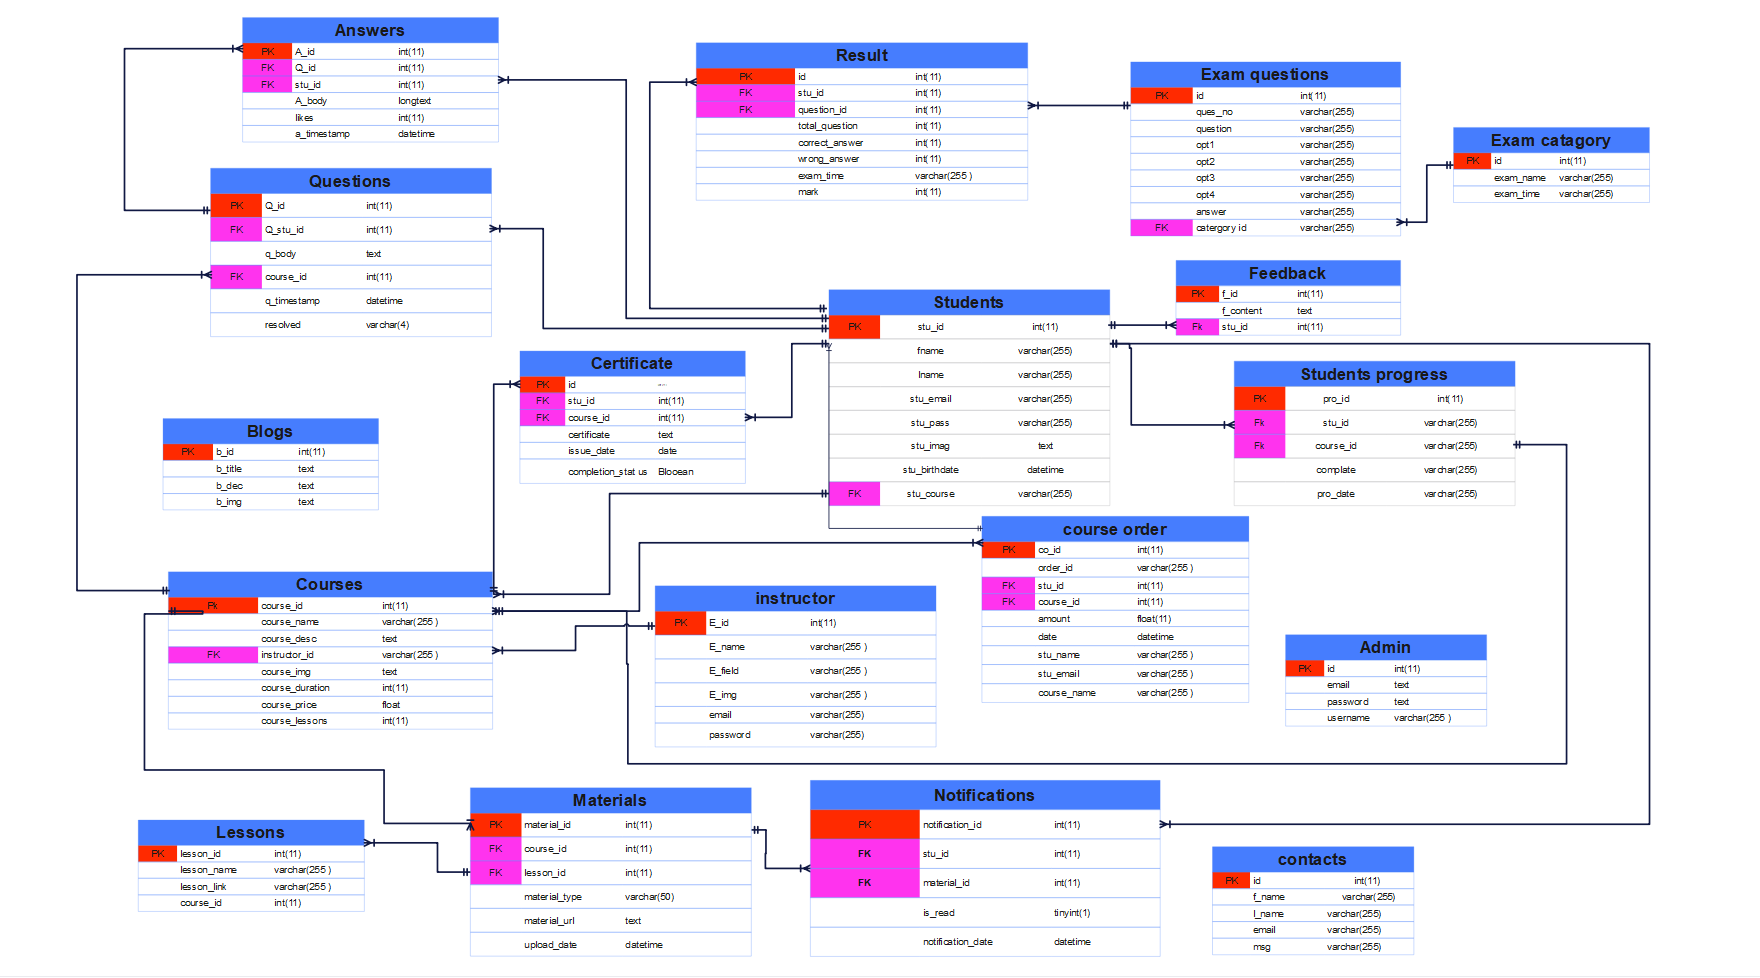 Answers
PK A_id int(11)
FK Q_id int(11)
FK stu_id int(11)
A_body longtext
likes int(11)
a_timestamp datetime
Result
PK id int(11)
FK stu_id int(11)
FK question_id int(11)
total_question int(11)
correct_answer int(11)
wrong_answer int(11)
exam_time varchar(255 )
mark int(11)
Exam questions
PK id int(11)
ques_no varchar(255)
question varchar(255)
opt1 varchar(255)
opt2 varchar(255)
opt3 varchar(255)
opt4 varchar(255)
answer varchar(255)
FK catergory id varchar(255)
Exam catagory
PK id int(11)
exam_name varchar(255)
exam_time varchar(255)
Questions
PK Q_id int(11)
FK Q_stu_id int(11)
q_body text
FK course_id int(11)
q_timestamp datetime
resolved varchar(4)
Feedback
PK f_id int(11)
f_content text
Fk stu_id int(11)
Students
PK stu_id int(11)
fname varchar(255)
lname varchar(255)
stu_email varchar(255)
stu_pass varchar(255)
stu_imag text
stu_birthdate datetime
FK stu_course varchar(255)
Certificate
PK id
FK stu_id int(11)
FK course_id int(11)
certificate text
issue_date date
completion_status Blooean
Students progress
PK pro_id int(11)
Fk stu_id varchar(255)
Fk course_id varchar(255)
complate varchar(255)
pro_date varchar(255)
Blogs
PK b_id int(11)
b_title text
b_dec text
b_img text
course order
PK co_id int(11)
order_id varchar(255 )
FK stu_id int(11)
FK course_id int(11)
amount float(11)
date datetime
stu_name varchar(255 )
stu_email varchar(255 )
course_name varchar(255 )
Courses
Fk course_id int(11)
course_name varchar(255 )
course_desc text
FK instructor_id varchar(255 )
course_img text
course_duration int(11)
course_price float
course_lessons int(11)
instructor
PK E_id int(11)
E_name varchar(255 )
E_field varchar(255 )
E_img varchar(255 )
email varchar(255)
password varchar(255)
Admin
PK id int(11)
email text
password text
username varchar(255 )
Materials
PK material_id int(11)
FK course_id int(11)
FK lesson_id int(11)
material_type varchar(50)
material_url text
upload_date datetime
Notifications
PK notification_id int(11)
FK stu_id int(11)
FK material_id int(11)
is_read tinyint(1)
notification_date datetime
Lessons
PK lesson_id int(11)
lesson_name varchar(255 )
lesson_link varchar(255 )
course_id int(11)
contacts
PK id int(11)
f_name varchar(255)
l_name varchar(255)
email varchar(255)
msg varchar(255)